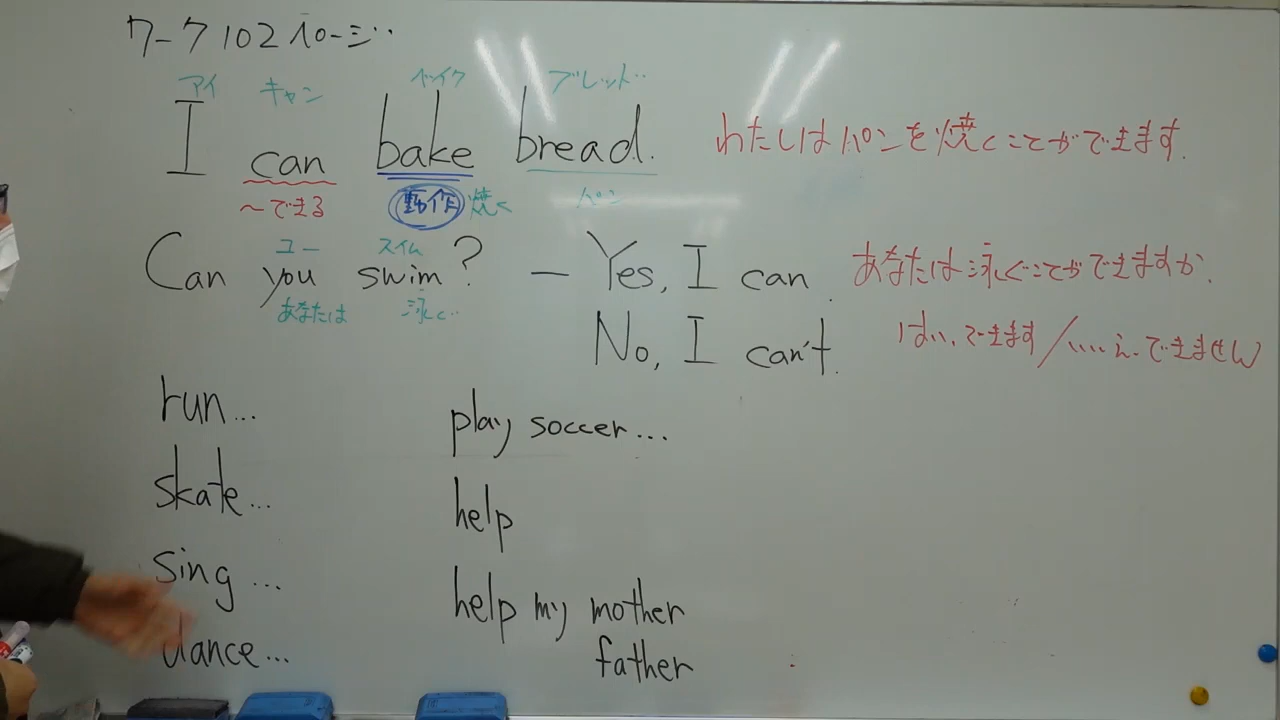 ワーク102ページ
アイ キャン ベイク ブレッド
I can bake bread. わたしはパンを焼くことができます.
〜できる 動作 焼く パン
ユー スイム
Can you swim? — Yes, I can. あなたは泳ぐことができますか.
あなたは 泳ぐ
No, I can't. はい、できます/いいえ、できません
run... play soccer...
skate... help
sing... help my mother
dance... father